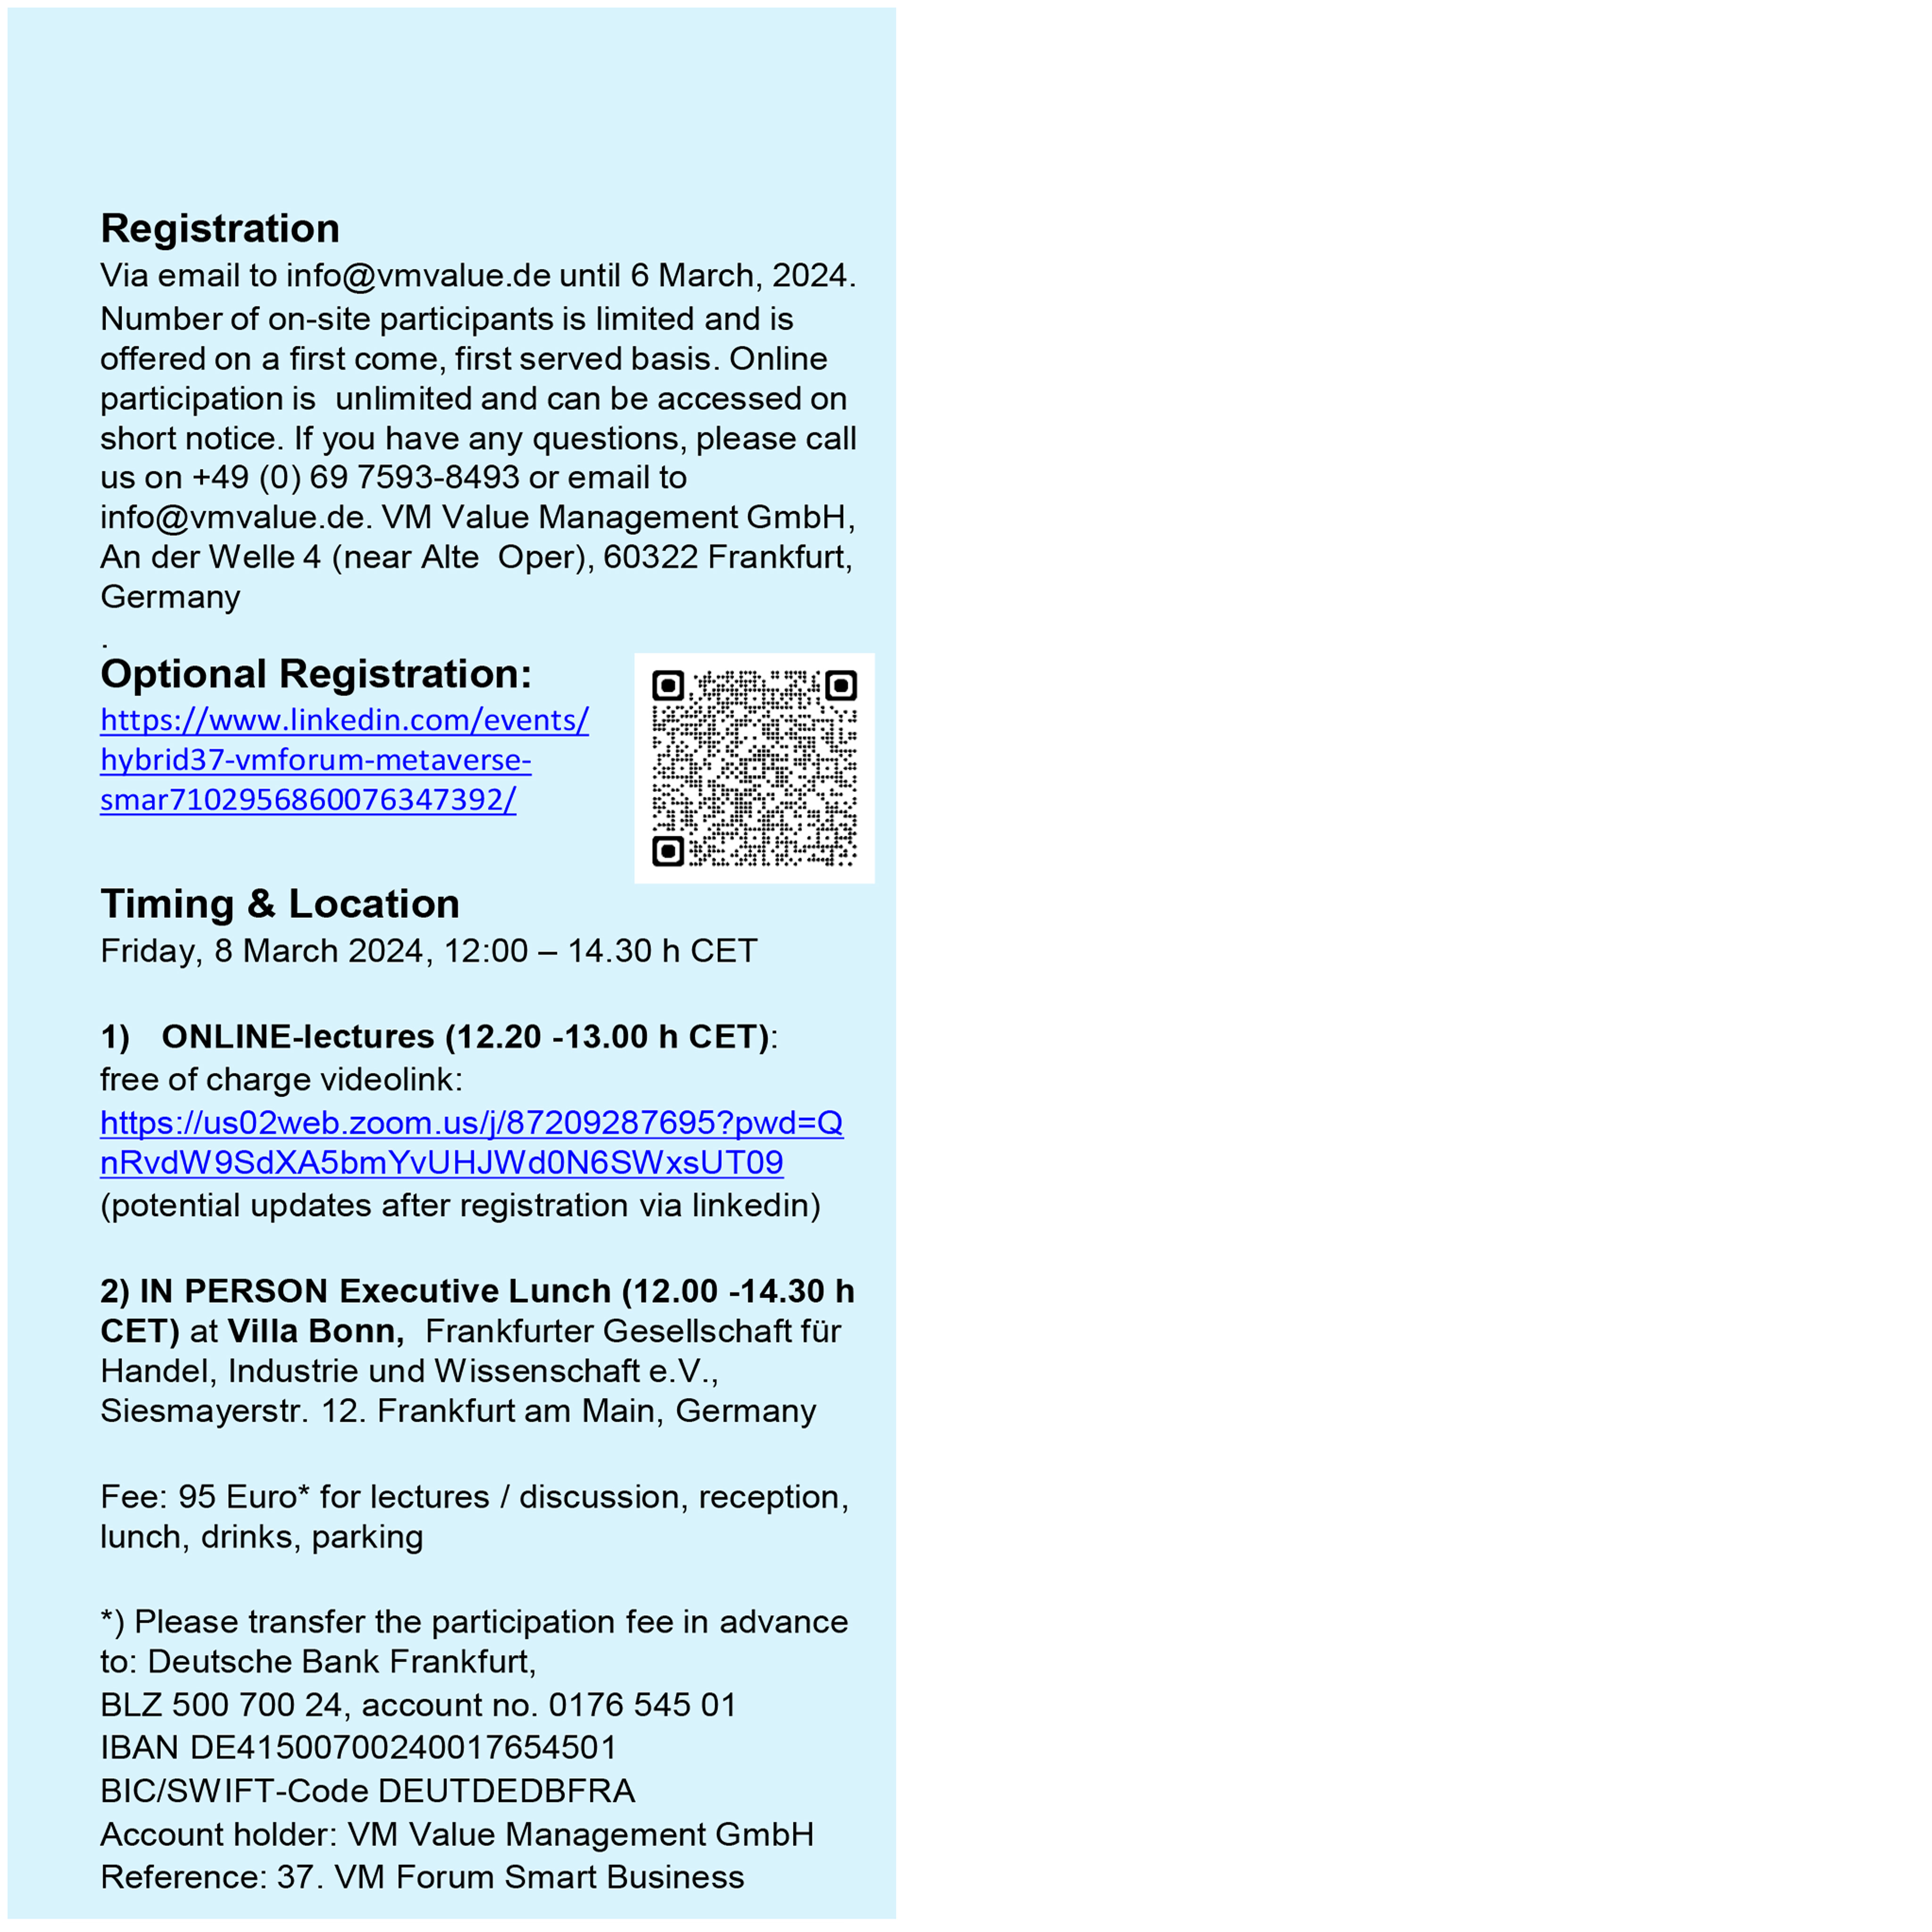 Registration
Via email to info@vmvalue.de until 6 March, 2024.
Number of on-site participants is limited and is
offered on a first come, first served basis. Online
participation is  unlimited and can be accessed on
short notice. If you have any questions, please call
us on +49 (0) 69 7593-8493 or email to
info@vmvalue.de. VM Value Management GmbH,
An der Welle 4 (near Alte  Oper), 60322 Frankfurt,
Germany
.
Optional Registration:
https://www.linkedin.com/events/
hybrid37-vmforum-metaverse-
smar7102956860076347392/
Timing & Location
Friday, 8 March 2024, 12:00 – 14.30 h CET
1) ONLINE-lectures (12.20 -13.00 h CET):
free of charge videolink:
https://us02web.zoom.us/j/87209287695?pwd=Q
nRvdW9SdXA5bmYvUHJWd0N6SWxsUT09
(potential updates after registration via linkedin)
2) IN PERSON Executive Lunch (12.00 -14.30 h
CET) at Villa Bonn,  Frankfurter Gesellschaft für
Handel, Industrie und Wissenschaft e.V.,
Siesmayerstr. 12. Frankfurt am Main, Germany
Fee: 95 Euro* for lectures / discussion, reception,
lunch, drinks, parking
*) Please transfer the participation fee in advance
to: Deutsche Bank Frankfurt,
BLZ 500 700 24, account no. 0176 545 01
IBAN DE41500700240017654501
BIC/SWIFT-Code DEUTDEDBFRA
Account holder: VM Value Management GmbH
Reference: 37. VM Forum Smart Business